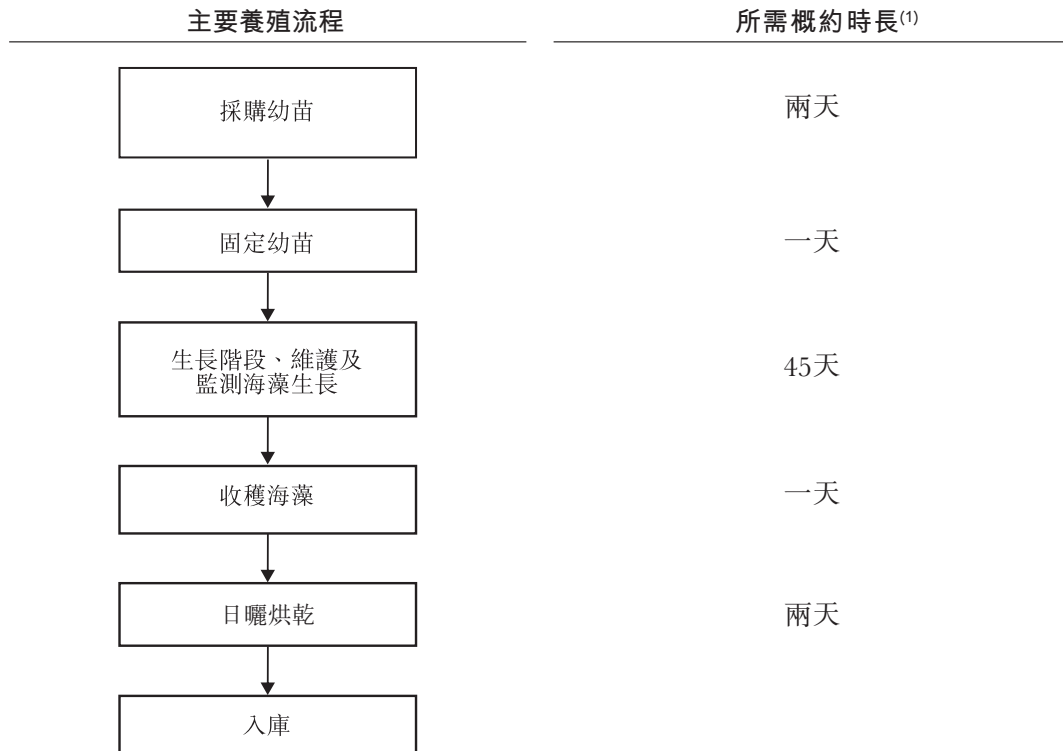 主要養殖流程
所需概約時長(1)
採購幼苗
兩天
固定幼苗
一天
生長階段、維護及
監測海藻生長
45天
收穫海藻
一天
日曬烘乾
兩天
入庫